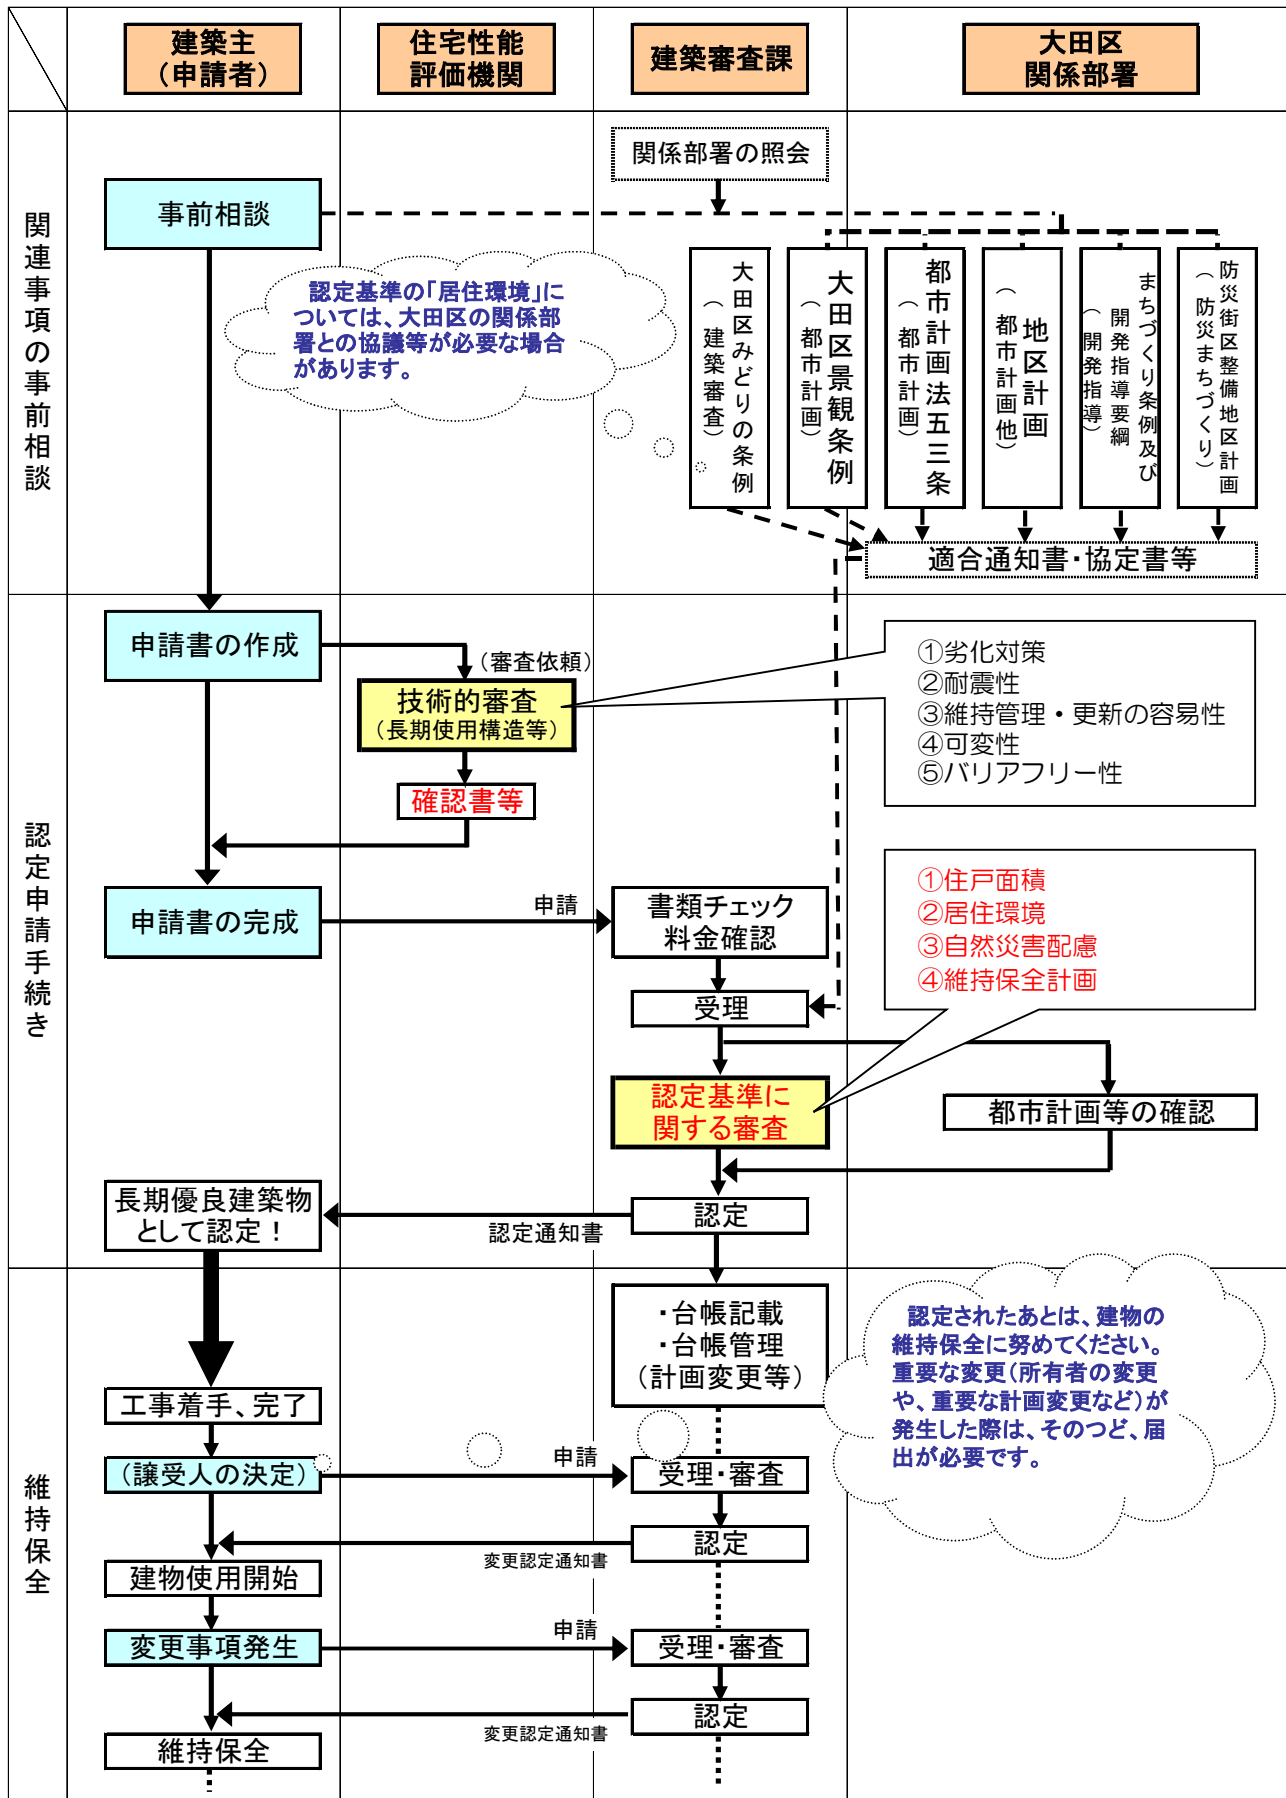 建築主
（申請者）
住宅性能
評価機関
建築審査課
大田区
関係部署
関連事項の事前相談
関係部署の照会
事前相談
認定基準の「居住環境」に
ついては、大田区の関係部
署との協議等が必要な場合
があります。
大田区みどりの条例
（建築審査）
大田区景観条例
（都市計画）
都市計画法五三条
（都市計画）
地区計画
（都市計画他）
まちづくり条例及び
開発指導要綱
（開発指導）
防災街区整備地区計画
（防災まちづくり）
適合通知書・協定書等
認定申請手続き
申請書の作成
（審査依頼）
技術的審査
（長期使用構造等）
確認書等
①劣化対策
②耐震性
③維持管理・更新の容易性
④可変性
⑤バリアフリー性
申請書の完成
申請
書類チェック
料金確認
①住戸面積
②居住環境
③自然災害配慮
④維持保全計画
受理
認定基準に
関する審査
都市計画等の確認
長期優良建築物
として認定！
認定通知書
認定
維持保全
・台帳記載
・台帳管理
（計画変更等）
認定されたあとは、建物の
維持保全に努めてください。
重要な変更（所有者の変更
や、重要な計画変更など）が
発生した際は、そのつど、届
出が必要です。
工事着手、完了
（譲受人の決定）
申請
受理・審査
認定
変更認定通知書
建物使用開始
変更事項発生
申請
受理・審査
認定
変更認定通知書
維持保全